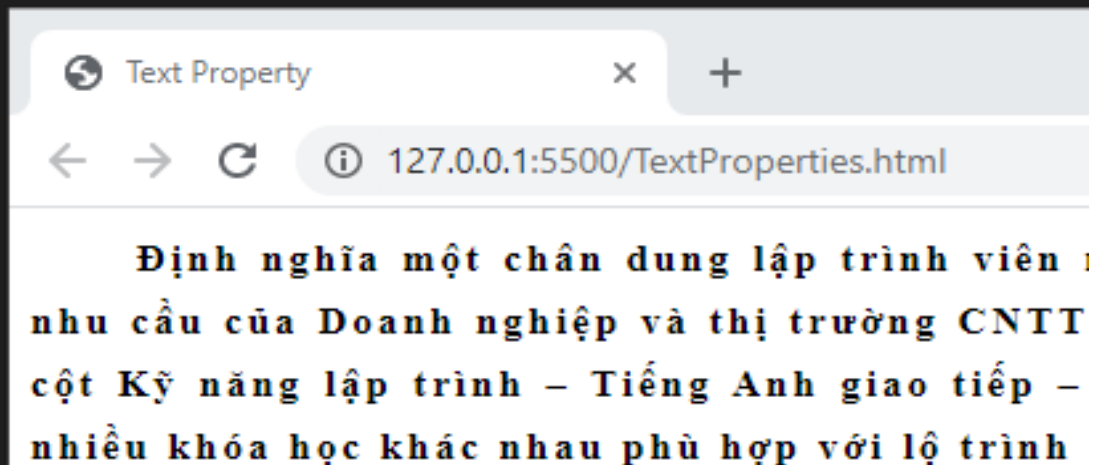 Text Property
127.0.0.1:5500/TextProperties.html
Định nghĩa một chân dung lập trình viên
nhu cầu của Doanh nghiệp và thị trường CNTT
cột Kỹ năng lập trình – Tiếng Anh giao tiếp –
nhiều khóa học khác nhau phù hợp với lộ trình